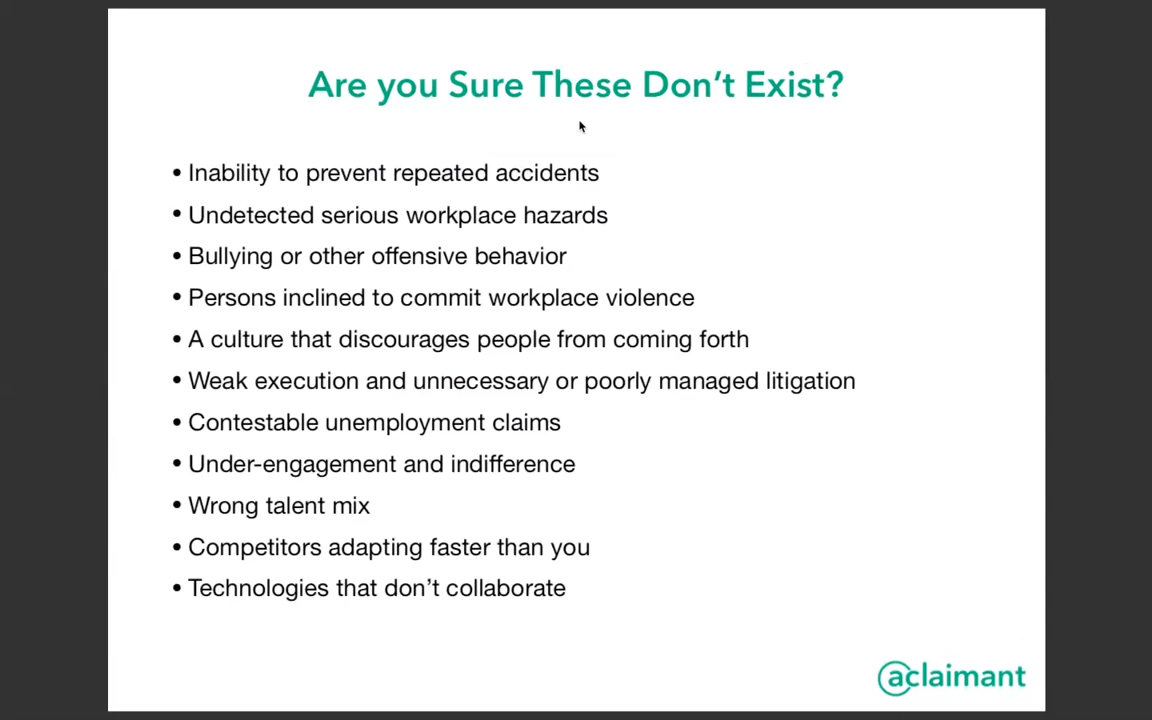 Are you Sure These Don't Exist?
• Inability to prevent repeated accidents
• Undetected serious workplace hazards
• Bullying or other offensive behavior
• Persons inclined to commit workplace violence
• A culture that discourages people from coming forth
• Weak execution and unnecessary or poorly managed litigation
• Contestable unemployment claims
• Under-engagement and indifference
• Wrong talent mix
• Competitors adapting faster than you
• Technologies that don't collaborate
aclaimant